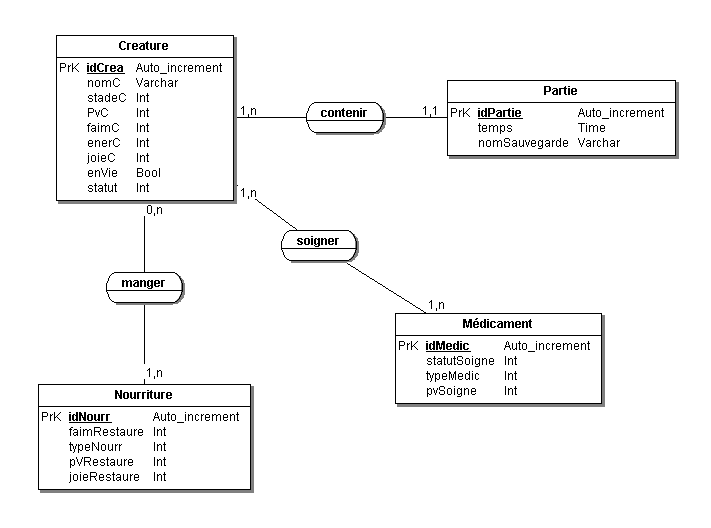 Creature
PrK idCrea Auto_increment
nomC Varchar
stadeC Int
PvC Int
faimC Int
enerC Int
joieC Int
enVie Bool
statut Int
1,n
contenir
1,1
Partie
PrK idPartie Auto_increment
temps Time
nomSauvegarde Varchar
1,n
0,n
soigner
manger
1,n
Médicament
PrK idMedic Auto_increment
statutSoigne Int
typeMedic Int
pvSoigne Int
1,n
Nourriture
PrK idNourr Auto_increment
faimRestaure Int
typeNourr Int
pVRestaure Int
joieRestaure Int